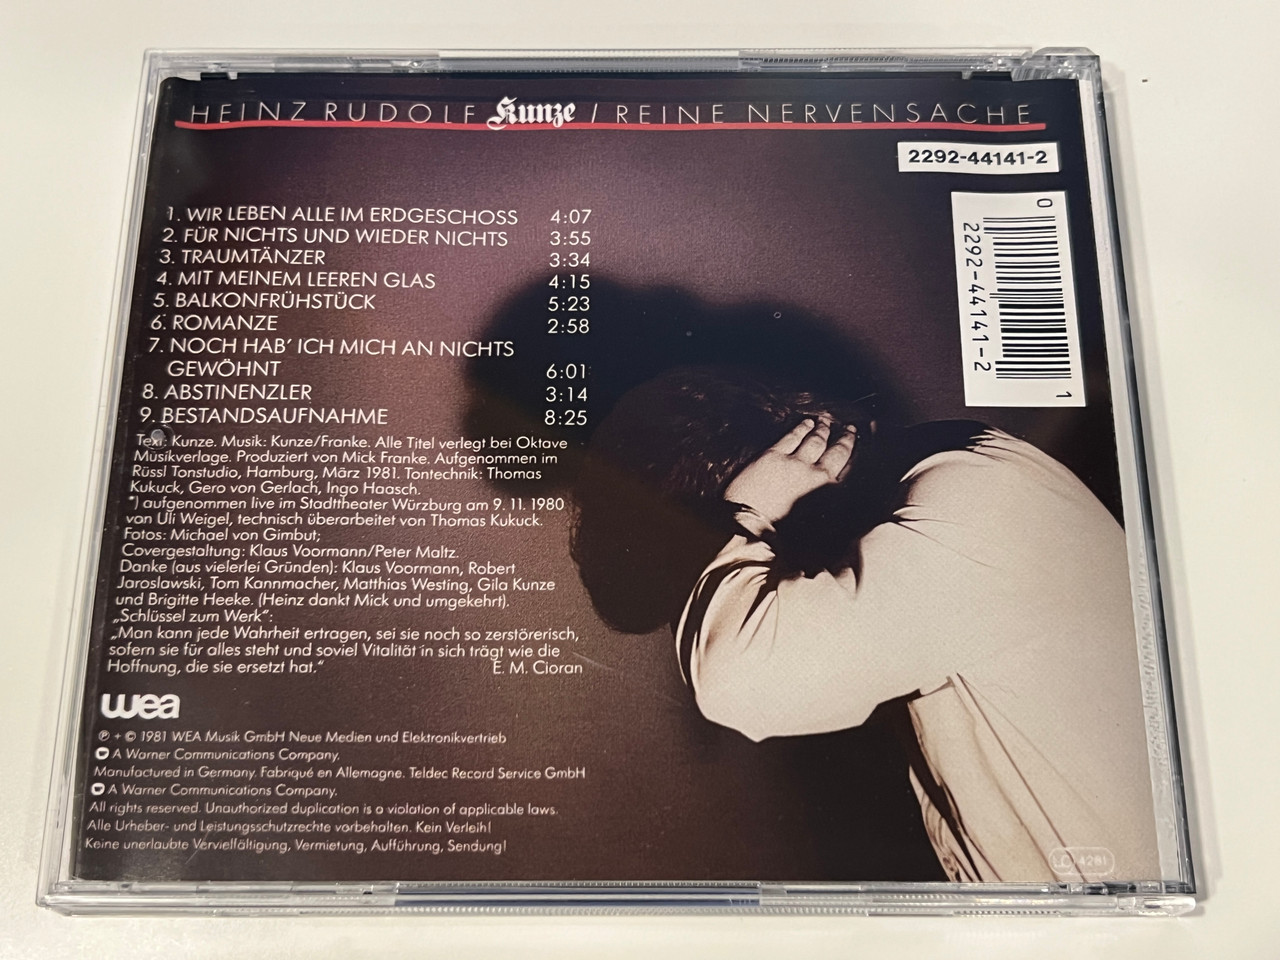 HEINZ RUDOLF Kunze / REINE NERVENSACHE
2292-44141-2
0
2292-44141-2
1
1. WIR LEBEN ALLE IM ERDGESCHOSS 4:07
2. FÜR NICHTS UND WIEDER NICHTS 3:55
3. TRAUMTÄNZER 3:34
4. MIT MEINEM LEEREN GLAS 4:15
5. BALKONFRÜHSTÜCK 5:23
6. ROMANZE 2:58
7. NOCH HAB' ICH MICH AN NICHTS
GEWÖHNT 6:01
8. ABSTINENZLER 3:14
9. BESTANDSAUFNAHME 8:25
Text: Kunze. Musik: Kunze/Franke. Alle Titel verlegt bei Oktave
Musikverlage. Produziert von Mick Franke. Aufgenommen im
Rüssl Tonstudio, Hamburg, März 1981. Tontechnik: Thomas
Kukuck, Gero von Gerlach, Ingo Haasch.
*) aufgenommen live im Stadttheater Würzburg am 9. 11. 1980
von Uli Weigel, technisch überarbeitet von Thomas Kukuck.
Fotos: Michael von Gimbut;
Covergestaltung: Klaus Voormann/Peter Maltz.
Danke (aus vielerlei Gründen): Klaus Voormann, Robert
Jaroslawski, Tom Kannmacher, Matthias Westing, Gila Kunze
und Brigitte Heeke. (Heinz dankt Mick und umgekehrt).
„Schlüssel zum Werk“:
„Man kann jede Wahrheit ertragen, sei sie noch so zerstörerisch,
sofern sie für alles steht und soviel Vitalität in sich trägt wie die
Hoffnung, die sie ersetzt hat.“ E. M. Cioran
wea
℗ + © 1981 WEA Musik GmbH Neue Medien und Elektronikvertrieb
A Warner Communications Company.
Manufactured in Germany. Fabriqué en Allemagne. Teldec Record Service GmbH
A Warner Communications Company.
All rights reserved. Unauthorized duplication is a violation of applicable laws.
Alle Urheber- und Leistungsschutzrechte vorbehalten. Kein Verleih!
Keine unerlaubte Vervielfältigung, Vermietung, Aufführung, Sendung!
LC 4281